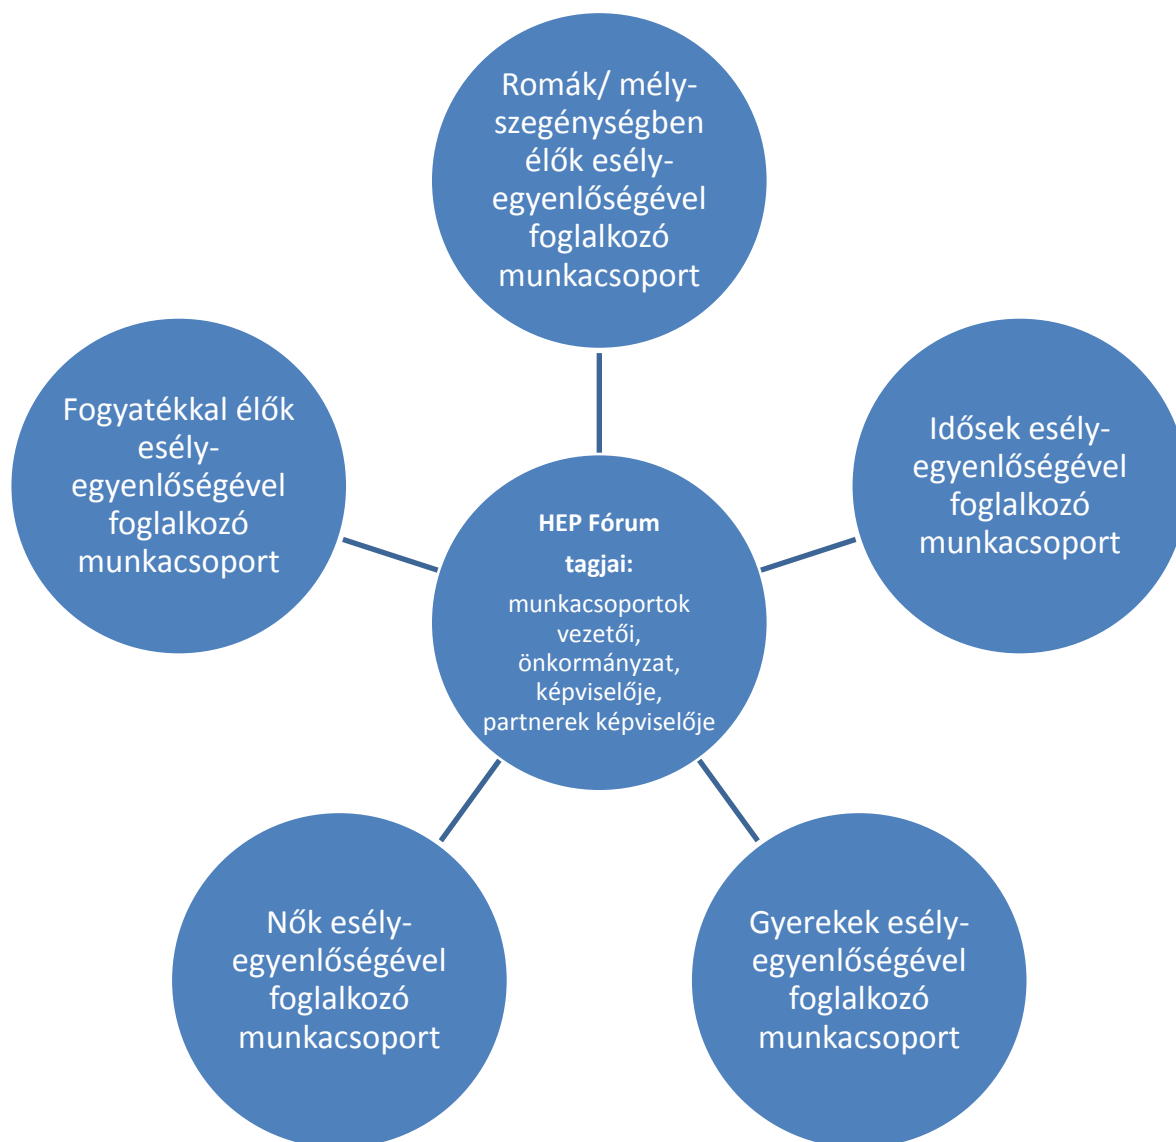 Romák/ mély-
szegénységben
élők esély-
egyenlőségével
foglalkozó
munkacsoport
Fogyatékkal élők
esély-
egyenlőségével
foglalkozó
munkacsoport
Idősek esély-
egyenlőségével
foglalkozó
munkacsoport
HEP Fórum
tagjai:
munkacsoportok
vezetői,
önkormányzat,
képviselője,
partnerek képviselője
Nők esély-
egyenlőségével
foglalkozó
munkacsoport
Gyerekek esély-
egyenlőségével
foglalkozó
munkacsoport